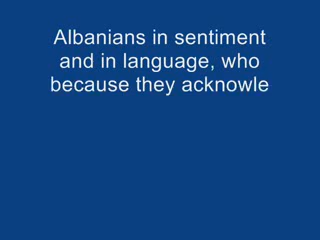 Albanians in sentiment
and in language, who
because they acknowle